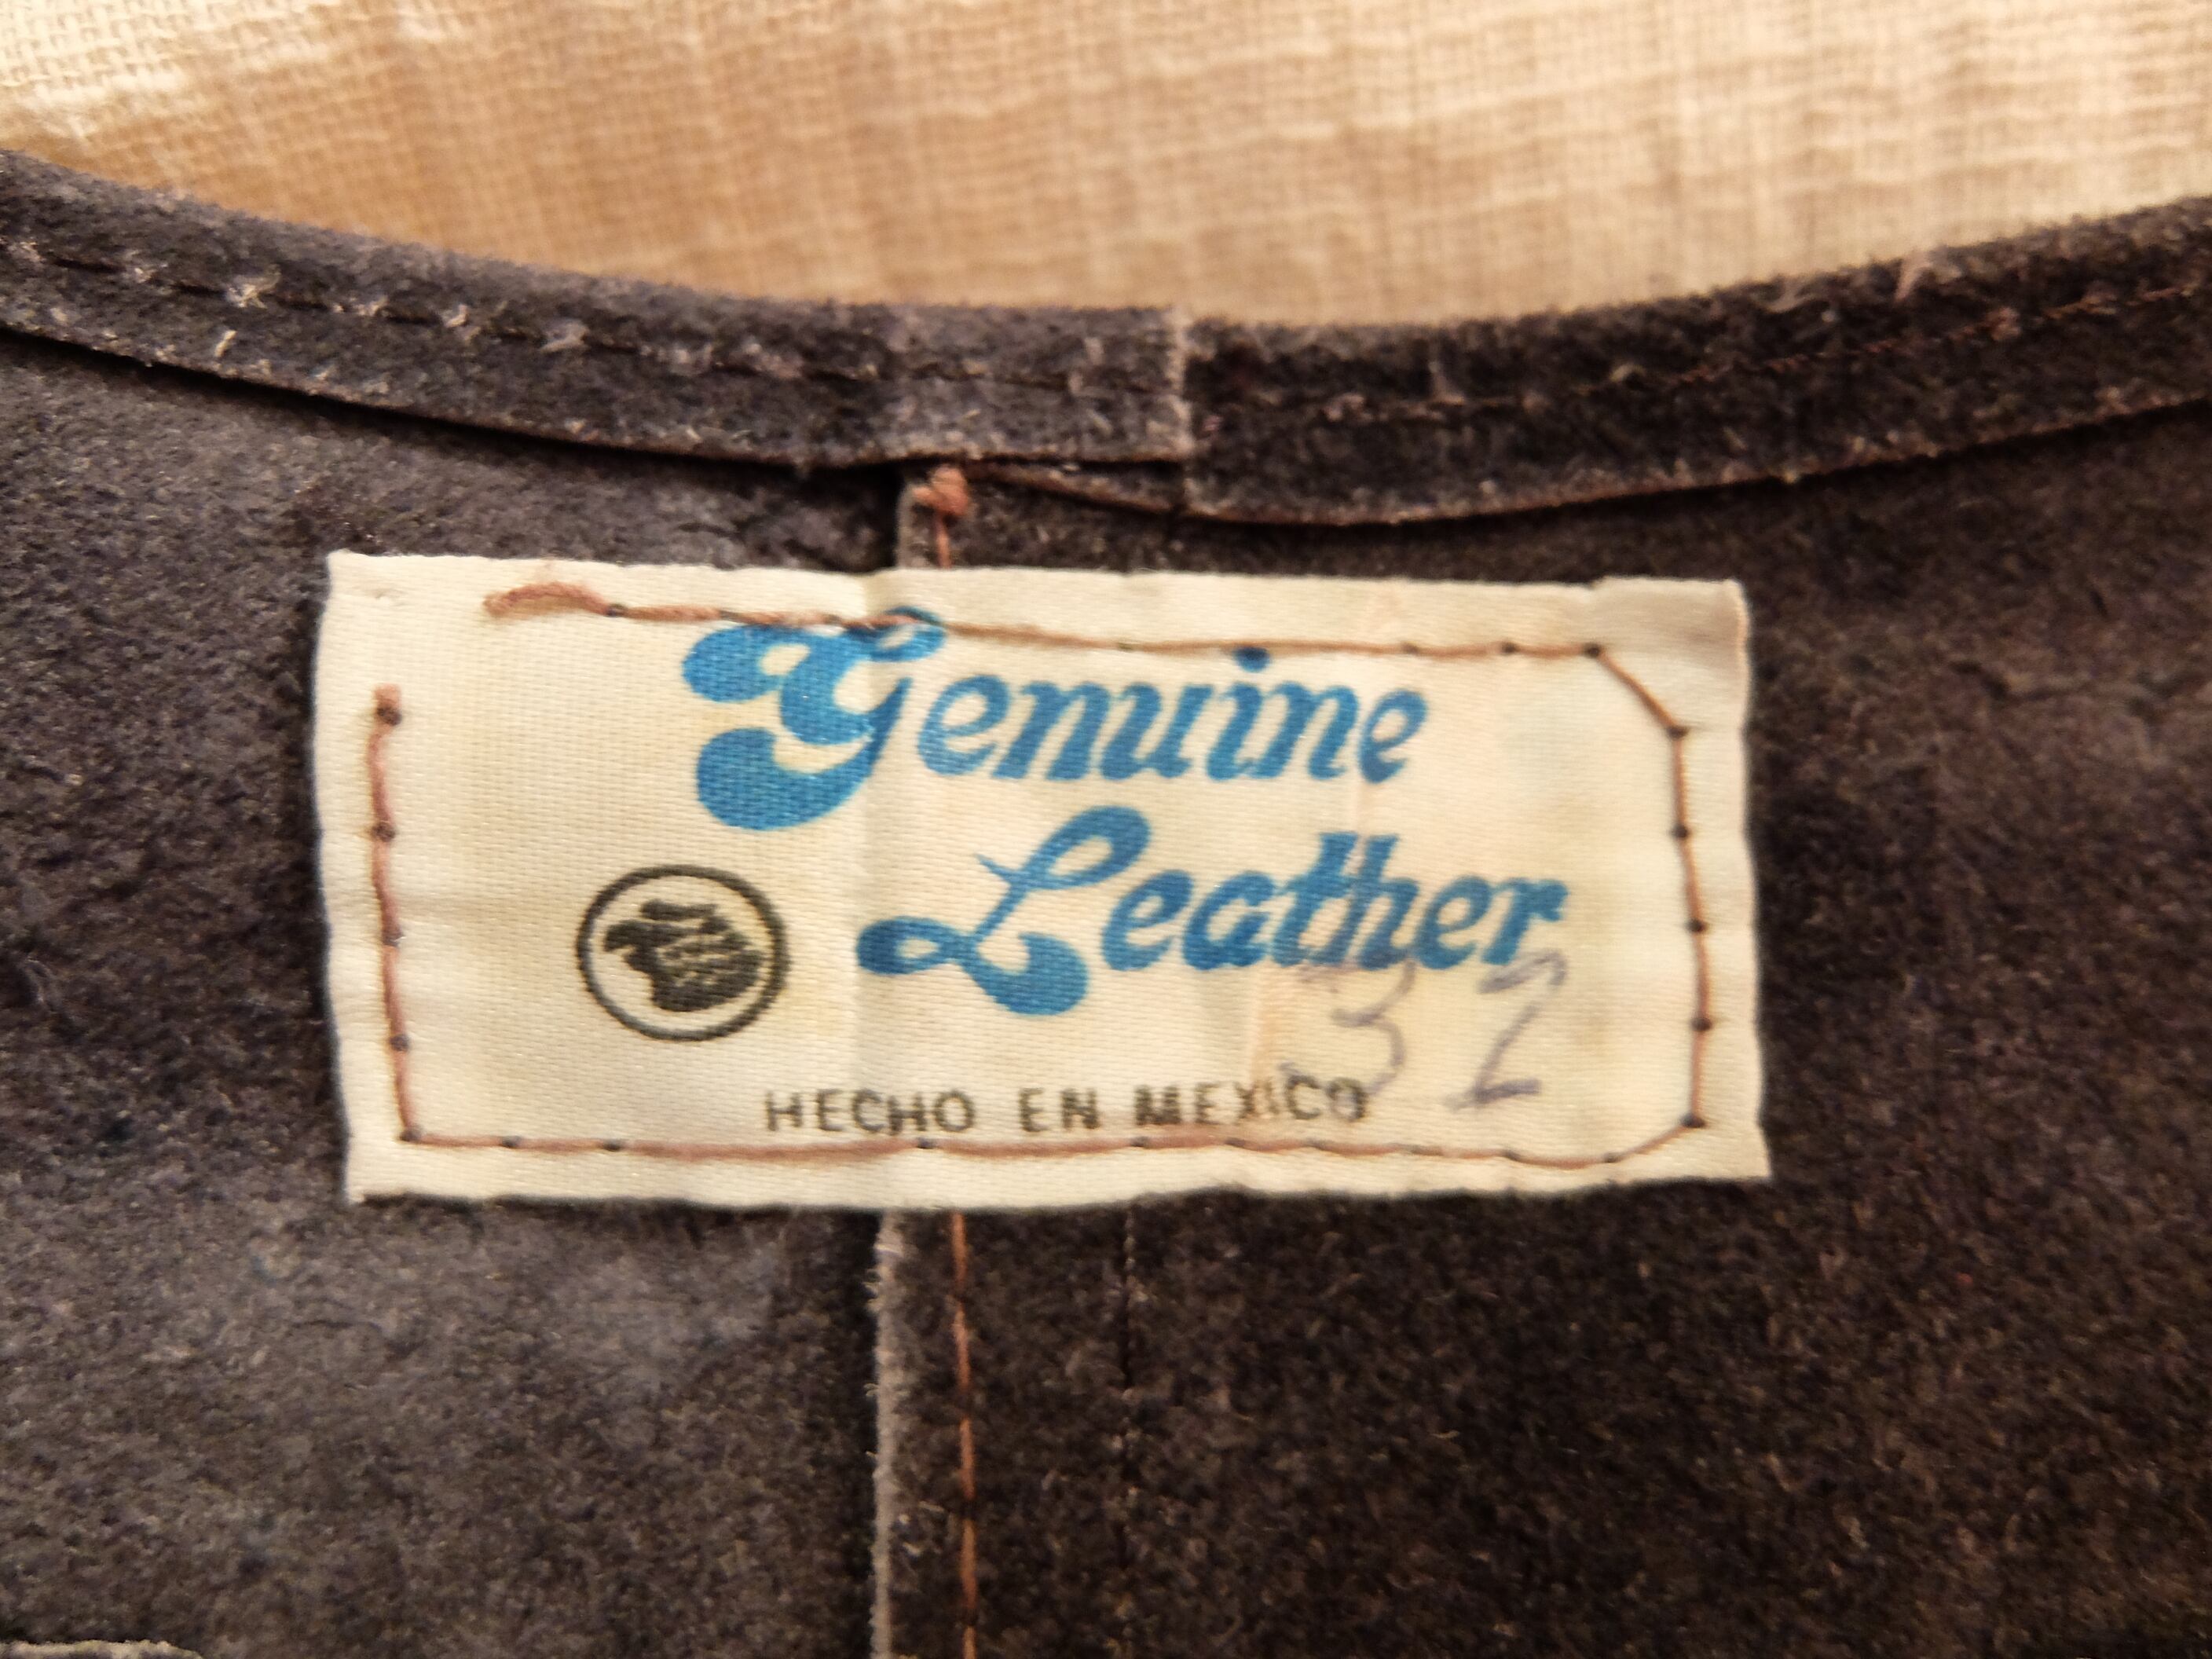 Genuine
Leather
32
HECHO EN MEXICO